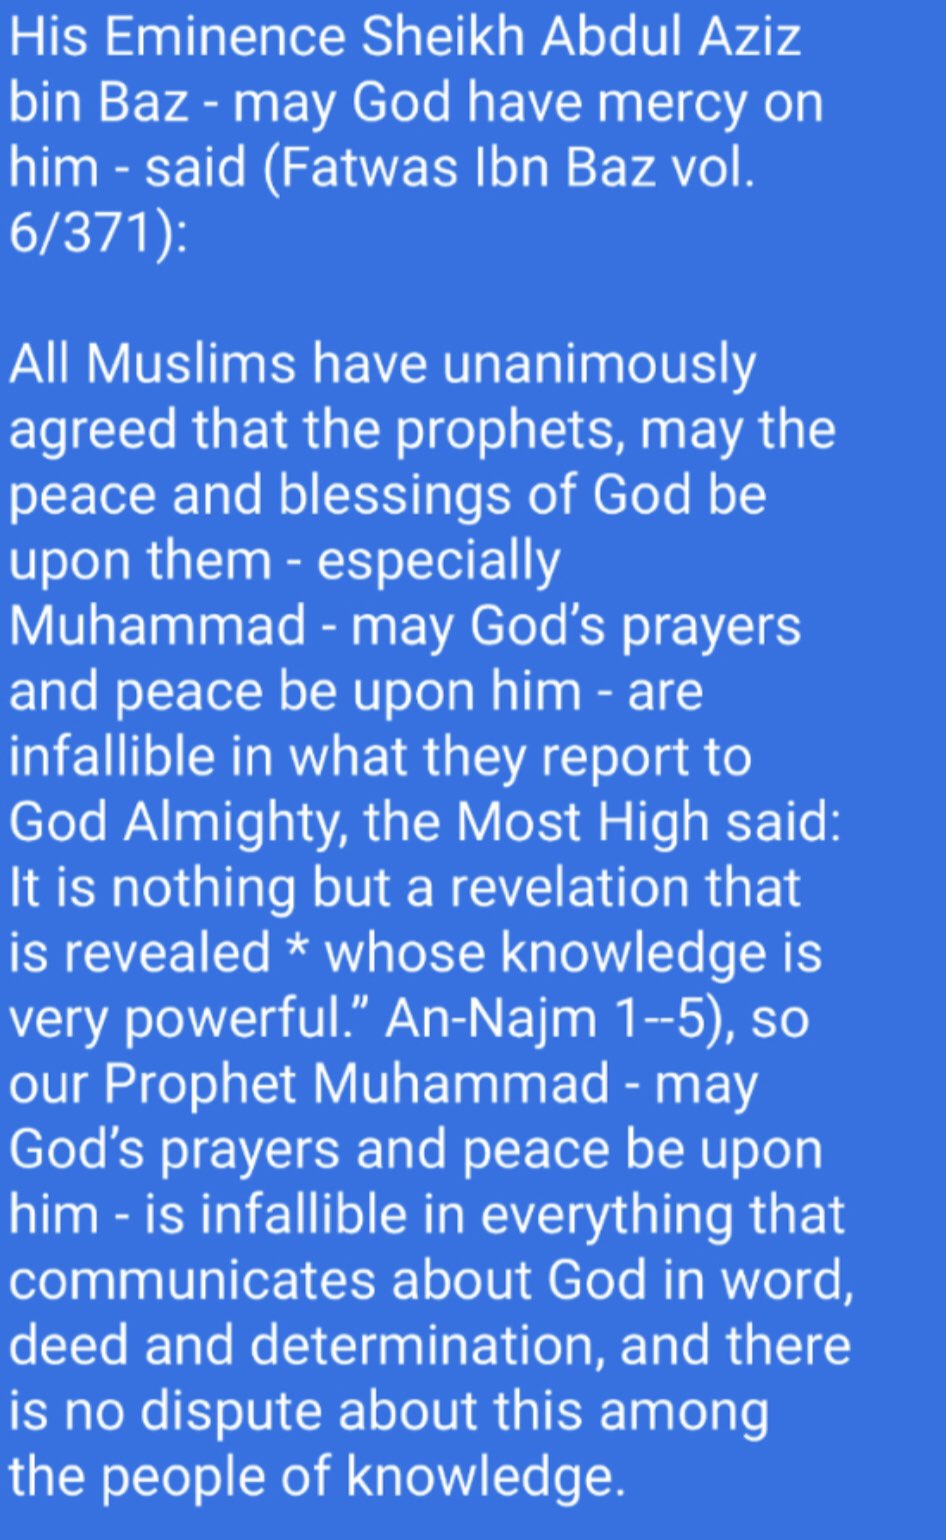 His Eminence Sheikh Abdul Aziz
bin Baz - may God have mercy on
him - said (Fatwas Ibn Baz vol.
6/371):
All Muslims have unanimously
agreed that the prophets, may the
peace and blessings of God be
upon them - especially
Muhammad - may God’s prayers
and peace be upon him - are
infallible in what they report to
God Almighty, the Most High said:
It is nothing but a revelation that
is revealed * whose knowledge is
very powerful.” An-Najm 1--5), so
our Prophet Muhammad - may
God’s prayers and peace be upon
him - is infallible in everything that
communicates about God in word,
deed and determination, and there
is no dispute about this among
the people of knowledge.